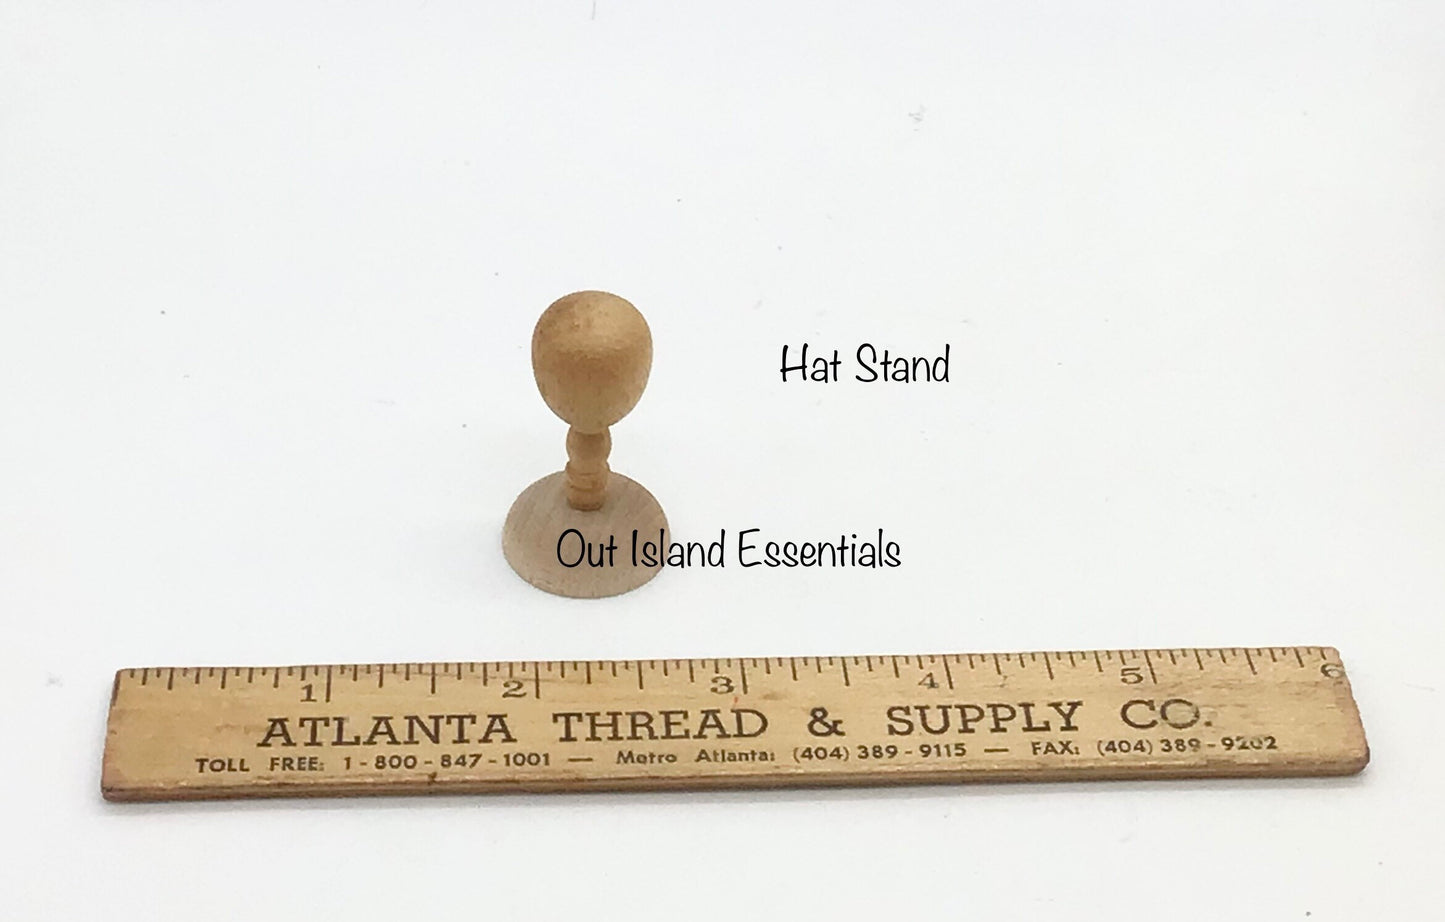 Hat Stand
Out Island Essentials
1 2 3 4 5 6
ATLANTA THREAD & SUPPLY CO.
TOLL FREE: 1-800-847-1001 — Metro Atlanta: (404) 389-9115 — FAX: (404) 389-9202